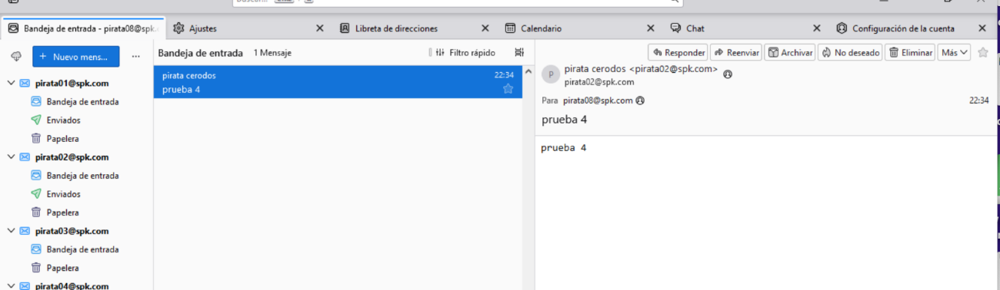 Bandeja de entrada - pirata08@spk.
Ajustes
Libreta de direcciones
Calendario
Chat
Configuración de la cuenta
+ Nuevo mens...
Bandeja de entrada 1 Mensaje
Filtro rápido
Responder
Reenviar
Archivar
No deseado
Eliminar
Más
pirata01@spk.com
Bandeja de entrada
Enviados
Papelera
pirata02@spk.com
Bandeja de entrada
Enviados
Papelera
pirata03@spk.com
Bandeja de entrada
Papelera
pirata04@spk.com
pirata cerodos 22:34
prueba 4
P
pirata cerodos <pirata02@spk.com>
pirata02@spk.com
Para pirata08@spk.com 22:34
prueba 4
prueba 4